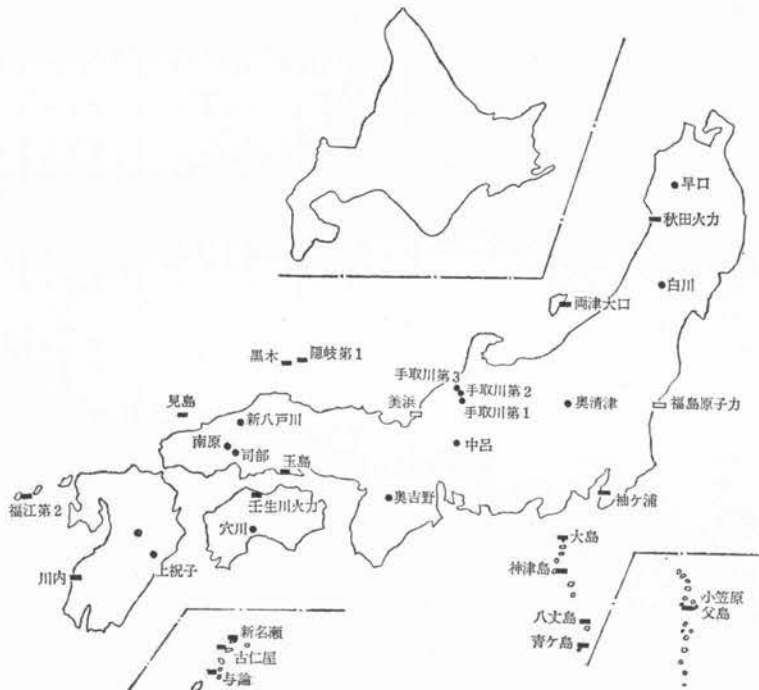 早口
秋田火力
白川
両津大口
黒木
隠岐第1
手取川第3
手取川第2
手取川第1
見島
美浜
奥清津
福島原子力
新八戸川
南原
司部
中呂
玉島
福江第2
壬生川火力
奥吉野
袖ケ浦
穴川
大島
川内
上祝子
神津島
小笠原
父島
八丈島
青ケ島
新名瀬
古仁屋
与論